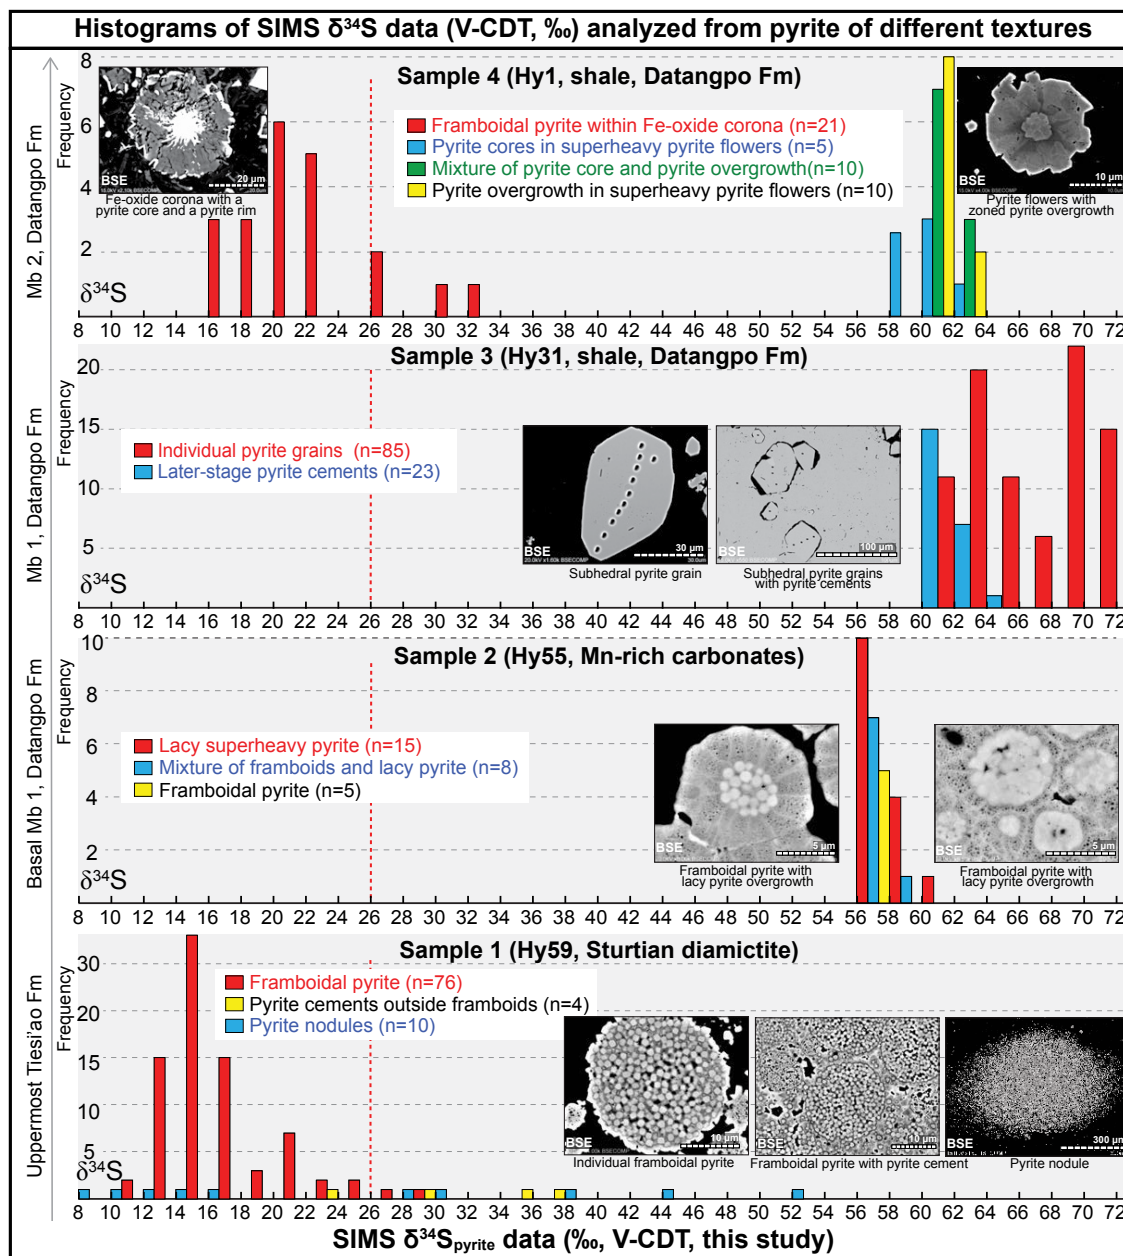 Histograms of SIMS δ³⁴S data (V-CDT, ‰) analyzed from pyrite of different textures
Mb 2, Datangpo Fm
Frequency
8
6
4
2
Sample 4 (Hy1, shale, Datangpo Fm)
Framboidal pyrite within Fe-oxide corona (n=21)
Pyrite cores in superheavy pyrite flowers (n=5)
Mixture of pyrite core and pyrite overgrowth(n=10)
Pyrite overgrowth in superheavy pyrite flowers (n=10)
BSE
20 μm
Fe-oxide corona with a
pyrite core and a pyrite rim
BSE
10 μm
Pyrite flowers with
zoned pyrite overgrowth
δ³⁴S
8 10 12 14 16 18 20 22 24 26 28 30 32 34 36 38 40 42 44 46 48 50 52 54 56 58 60 62 64 66 68 70 72
Mb 1, Datangpo Fm
Frequency
20
15
10
5
Sample 3 (Hy31, shale, Datangpo Fm)
Individual pyrite grains (n=85)
Later-stage pyrite cements (n=23)
BSE
30 μm
Subhedral pyrite grain
BSE
100 μm
Subhedral pyrite grains
with pyrite cements
δ³⁴S
8 10 12 14 16 18 20 22 24 26 28 30 32 34 36 38 40 42 44 46 48 50 52 54 56 58 60 62 64 66 68 70 72
Basal Mb 1, Datangpo Fm
Frequency
10
8
6
4
2
Sample 2 (Hy55, Mn-rich carbonates)
Lacy superheavy pyrite (n=15)
Mixture of framboids and lacy pyrite (n=8)
Framboidal pyrite (n=5)
BSE
5 μm
Framboidal pyrite with
lacy pyrite overgrowth
BSE
5 μm
Framboidal pyrite with
lacy pyrite overgrowth
δ³⁴S
8 10 12 14 16 18 20 22 24 26 28 30 32 34 36 38 40 42 44 46 48 50 52 54 56 58 60 62 64 66 68 70 72
Uppermost Tiesi'ao Fm
Frequency
30
20
15
10
5
Sample 1 (Hy59, Sturtian diamictite)
Framboidal pyrite (n=76)
Pyrite cements outside framboids (n=4)
Pyrite nodules (n=10)
BSE
10 μm
Individual framboidal pyrite
BSE
10 μm
Framboidal pyrite with pyrite cement
BSE
300 μm
Pyrite nodule
δ³⁴S
8 10 12 14 16 18 20 22 24 26 28 30 32 34 36 38 40 42 44 46 48 50 52 54 56 58 60 62 64 66 68 70 72
SIMS δ³⁴Spyrite data (‰, V-CDT, this study)